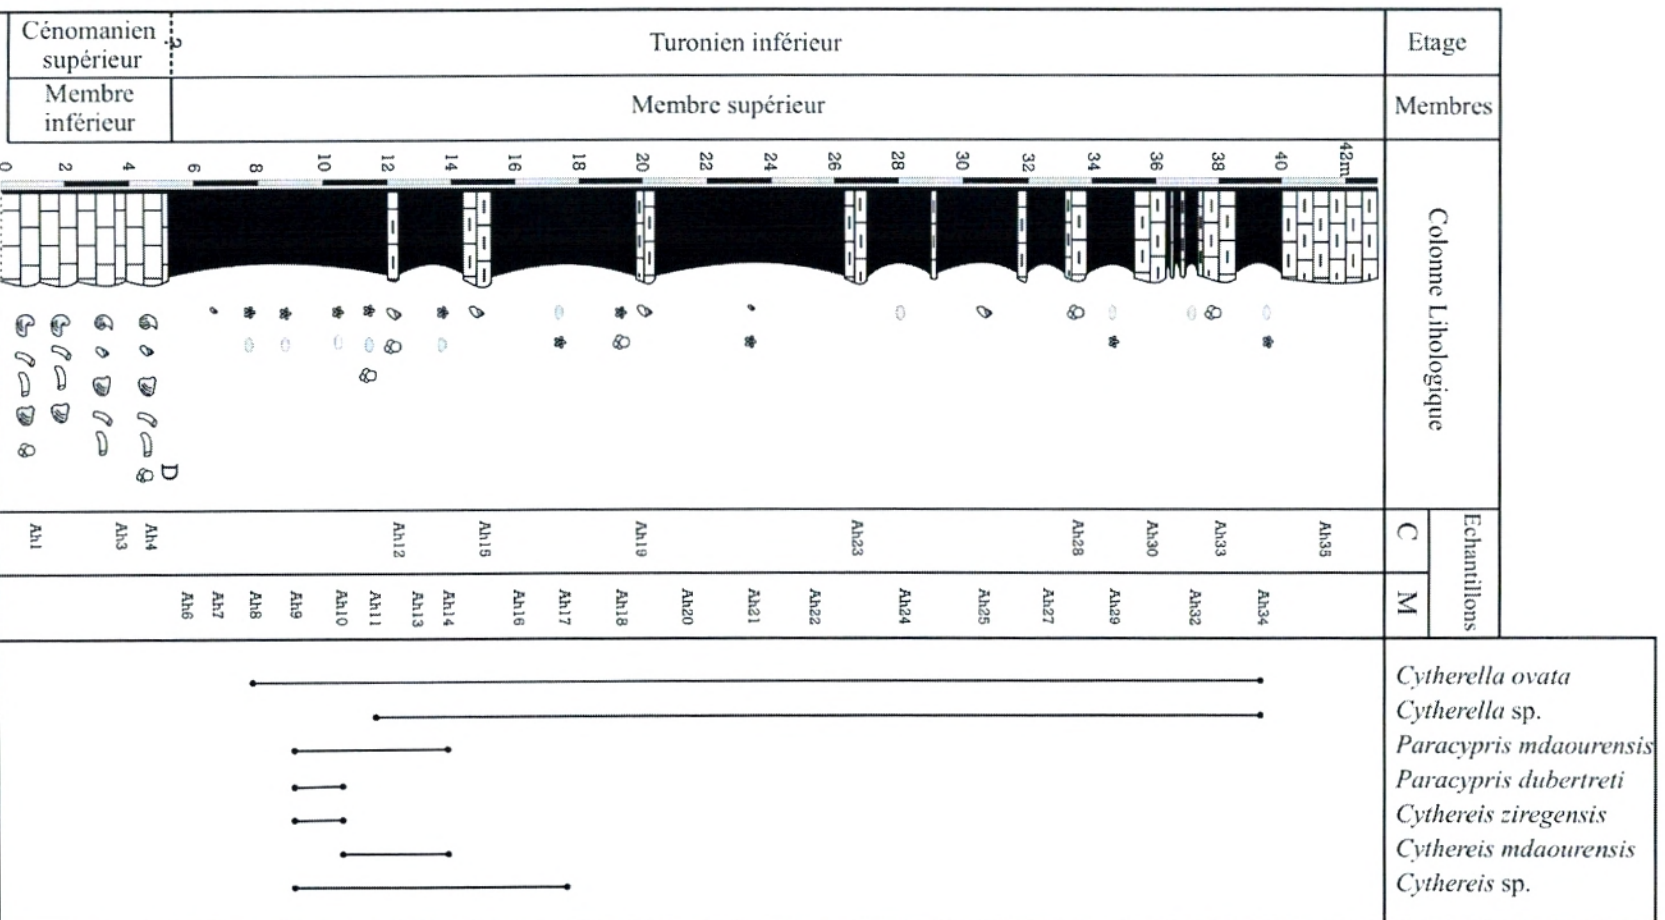 Cénomanien
supérieur
?
Turonien inférieur
Etage
Membre
inférieur
Membre supérieur
Membres
0
2
4
6
8
10
12
14
16
18
20
22
24
26
28
30
32
34
36
38
40
42m
Colonne Lihologique
D
Ah1
Ah3
Ah4
Ah12
Ah15
Ah19
Ah23
Ah28
Ah30
Ah33
Ah35
C
Echantillons
Ah6
Ah7
Ah8
Ah9
Ah10
Ah11
Ah13
Ah14
Ah16
Ah17
Ah18
Ah20
Ah21
Ah22
Ah24
Ah25
Ah27
Ah29
Ah32
Ah34
M
Cytherella ovata
Cytherella sp.
Paracypris mdaourensis
Paracypris dubertreti
Cythereis ziregensis
Cythereis mdaourensis
Cythereis sp.